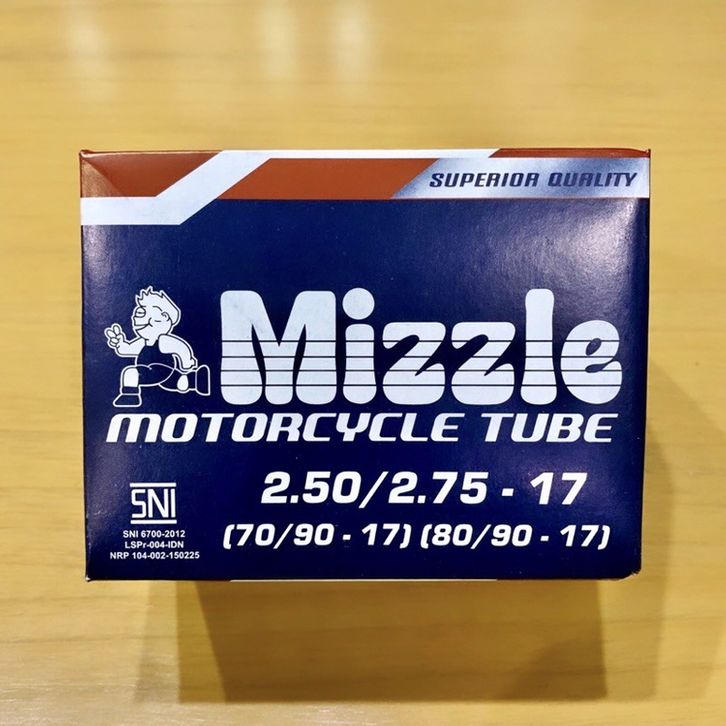 SUPERIOR QUALITY
Mizzle
MOTORCYCLE TUBE
2.50/2.75 - 17
(70/90 - 17) (80/90 - 17)
SNI
SNI 6700-2012
LSPr-004-IDN
NRP 104-002-150225